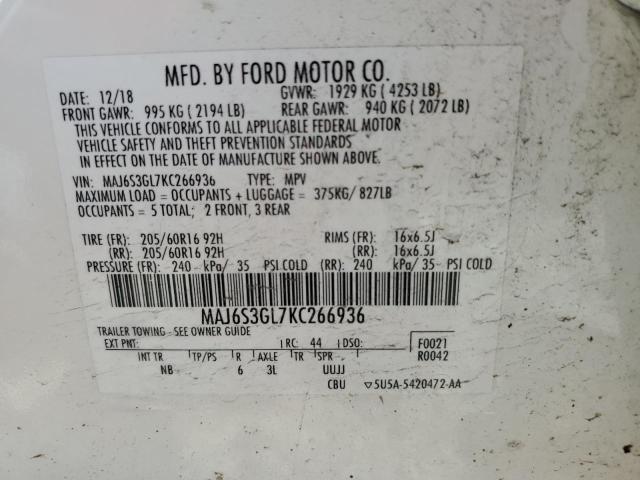 MFD. BY FORD MOTOR CO.
DATE: 12/18 GVWR: 1929 KG ( 4253 LB)
FRONT GAWR: 995 KG ( 2194 LB) REAR GAWR: 940 KG ( 2072 LB)
THIS VEHICLE CONFORMS TO ALL APPLICABLE FEDERAL MOTOR
VEHICLE SAFETY AND THEFT PREVENTION STANDARDS
IN EFFECT ON THE DATE OF MANUFACTURE SHOWN ABOVE.
VIN: MAJ6S3GL7KC266936 TYPE: MPV
MAXIMUM LOAD = OCCUPANTS + LUGGAGE = 375KG/ 827LB
OCCUPANTS = 5 TOTAL; 2 FRONT, 3 REAR
TIRE (FR): 205/60R16 92H RIMS (FR): 16x6.5J
(RR): 205/60R16 92H (RR): 16x6.5J
PRESSURE (FR): 240 kPa/ 35 PSI COLD (RR): 240 kPa/ 35 PSI COLD
MAJ6S3GL7KC266936
TRAILER TOWING - SEE OWNER GUIDE
EXT PNT: RC: 44 DSO: F0021
INT TR TP/PS R AXLE TR SPR R0042
NB 6 3L UUJJ
CBU ▽5U5A-5420472-AA